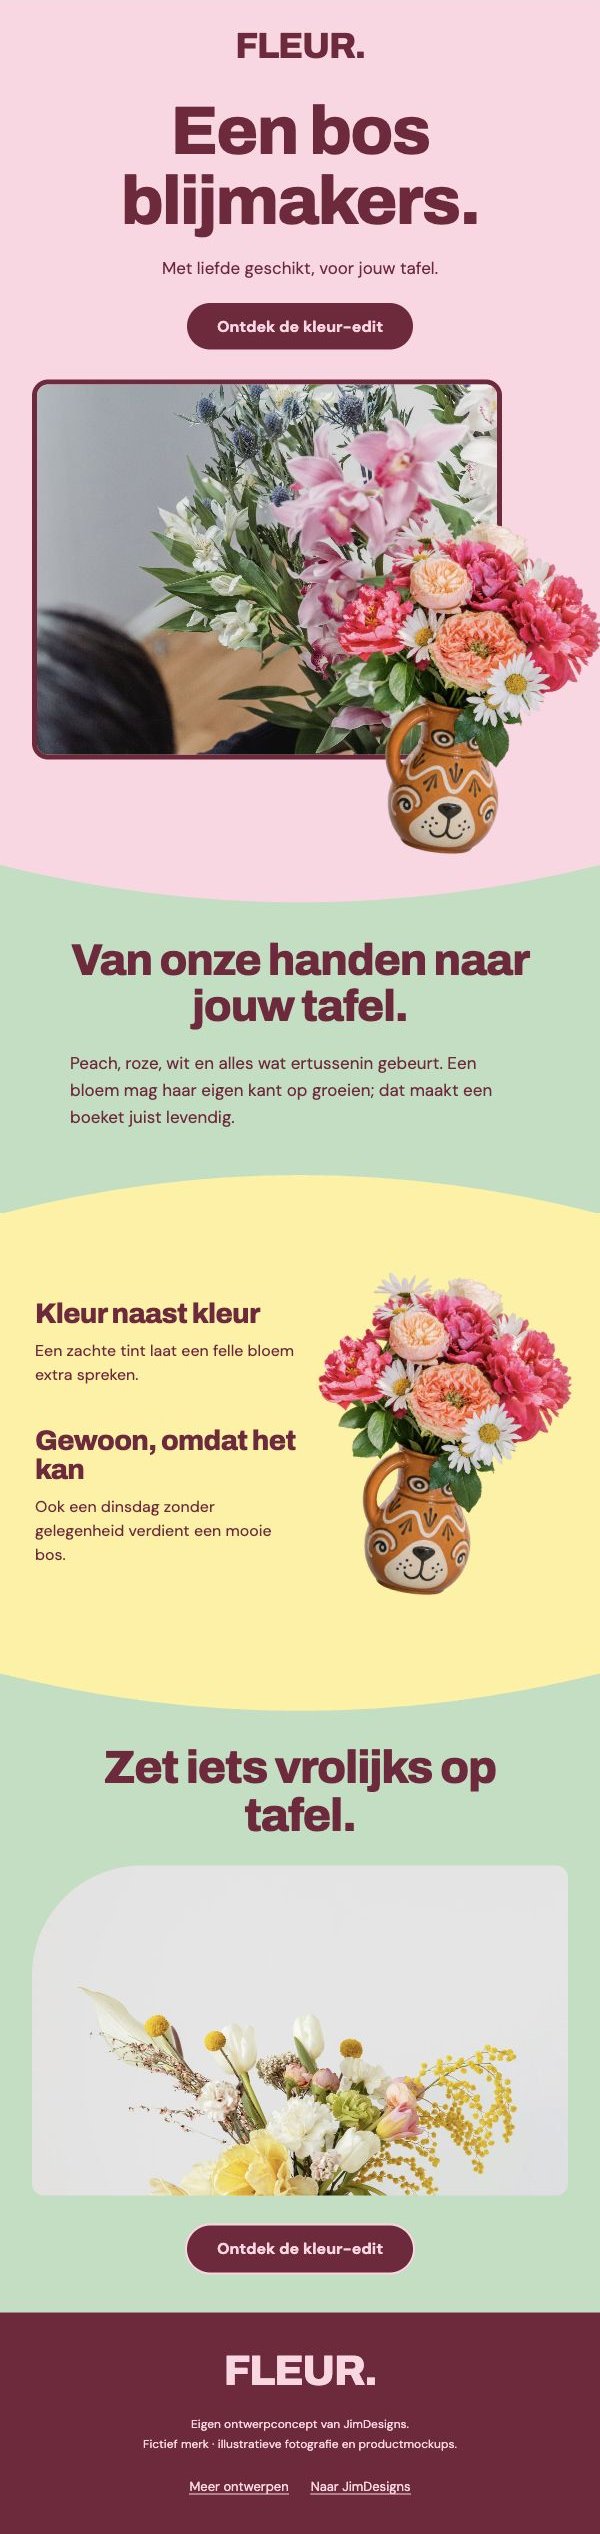 FLEUR.
Een bos
blijmakers.
Met liefde geschikt, voor jouw tafel.
Ontdek de kleur-edit
Van onze handen naar
jouw tafel.
Peach, roze, wit en alles wat ertussenin gebeurt. Een
bloem mag haar eigen kant op groeien; dat maakt een
boeket juist levendig.
Kleur naast kleur
Een zachte tint laat een felle bloem
extra spreken.
Gewoon, omdat het
kan
Ook een dinsdag zonder
gelegenheid verdient een mooie
bos.
Zet iets vrolijks op
tafel.
Ontdek de kleur-edit
FLEUR.
Eigen ontwerpconcept van JimDesigns.
Fictief merk · illustratieve fotografie en productmockups.
Meer ontwerpen Naar JimDesigns